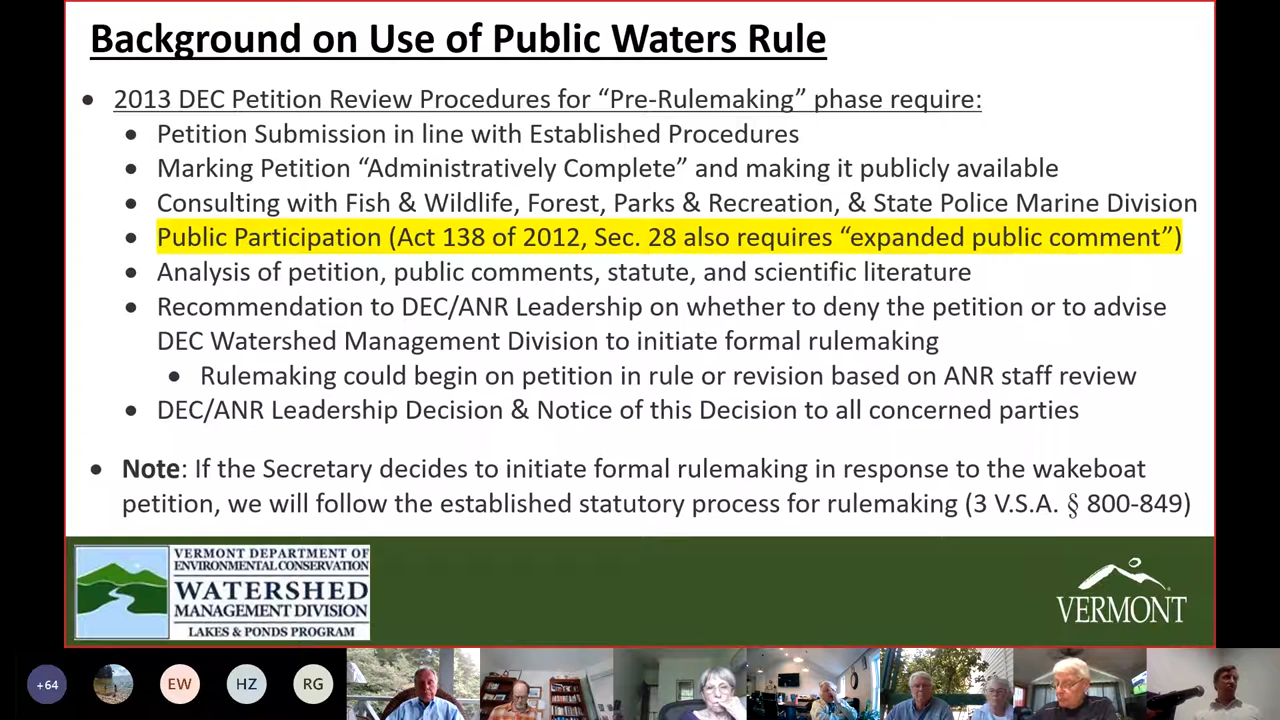 Background on Use of Public Waters Rule
• 2013 DEC Petition Review Procedures for “Pre-Rulemaking” phase require:
• Petition Submission in line with Established Procedures
• Marking Petition “Administratively Complete” and making it publicly available
• Consulting with Fish & Wildlife, Forest, Parks & Recreation, & State Police Marine Division
• Public Participation (Act 138 of 2012, Sec. 28 also requires “expanded public comment”)
• Analysis of petition, public comments, statute, and scientific literature
• Recommendation to DEC/ANR Leadership on whether to deny the petition or to advise
DEC Watershed Management Division to initiate formal rulemaking
• Rulemaking could begin on petition in rule or revision based on ANR staff review
• DEC/ANR Leadership Decision & Notice of this Decision to all concerned parties
• Note: If the Secretary decides to initiate formal rulemaking in response to the wakeboat
petition, we will follow the established statutory process for rulemaking (3 V.S.A. § 800-849)
VERMONT DEPARTMENT OF
ENVIRONMENTAL CONSERVATION
WATERSHED
MANAGEMENT DIVISION
LAKES & PONDS PROGRAM
VERMONT
+64
EW
HZ
RG